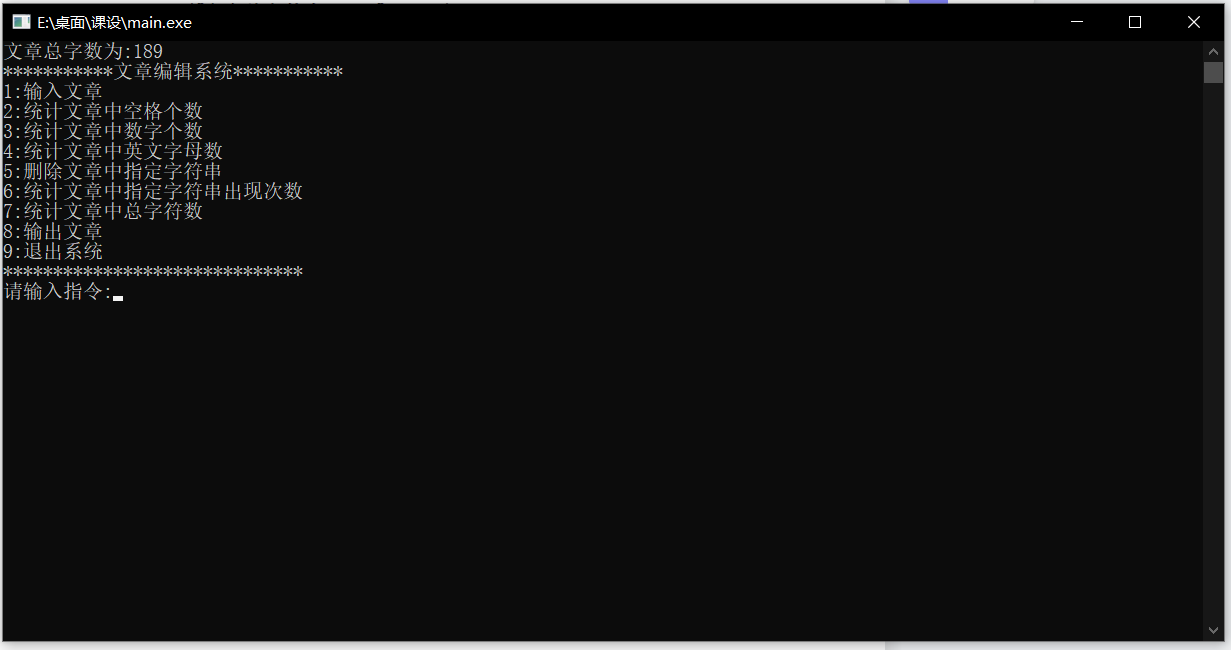 E:\桌面\课设\main.exe
文章总字数为:189
***********文章编辑系统***********
1:输入文章
2:统计文章中空格个数
3:统计文章中数字个数
4:统计文章中英文字母数
5:删除文章中指定字符串
6:统计文章中指定字符串出现次数
7:统计文章中总字符数
8:输出文章
9:退出系统
******************************
请输入指令: